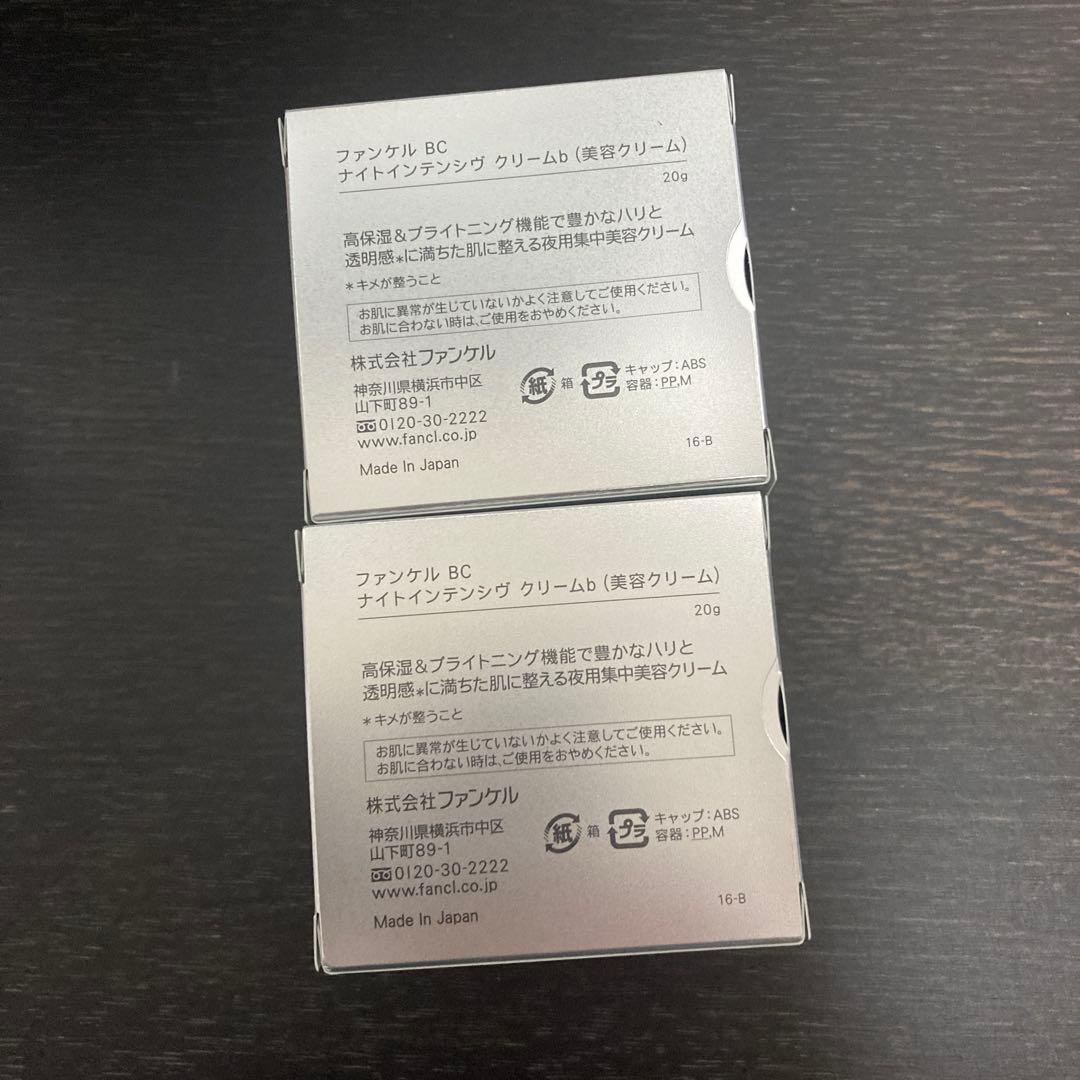 ファンケル BC
ナイトインテンシヴ クリームb (美容クリーム)
20g
高保湿&ブライトニング機能で豊かなハリと
透明感*に満ちた肌に整える夜用集中美容クリーム
*キメが整うこと
お肌に異常が生じていないかよく注意してご使用ください。
お肌に合わない時は、ご使用をおやめください。
株式会社ファンケル
神奈川県横浜市中区
山下町89-1
0120-30-2222
www.fancl.co.jp
Made In Japan
紙 箱
プラ キャップ:ABS
容器:PP,M
16-B
ファンケル BC
ナイトインテンシヴ クリームb (美容クリーム)
20g
高保湿&ブライトニング機能で豊かなハリと
透明感*に満ちた肌に整える夜用集中美容クリーム
*キメが整うこと
お肌に異常が生じていないかよく注意してご使用ください。
お肌に合わない時は、ご使用をおやめください。
株式会社ファンケル
神奈川県横浜市中区
山下町89-1
0120-30-2222
www.fancl.co.jp
Made In Japan
紙 箱
プラ キャップ:ABS
容器:PP,M
16-B